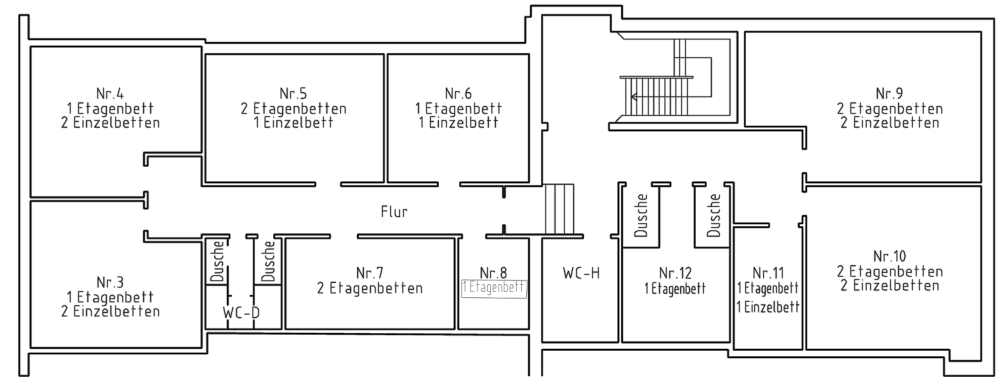 Nr.4
1 Etagenbett
2 Einzelbetten
Nr.5
2 Etagenbetten
1 Einzelbett
Nr.6
1 Etagenbett
1 Einzelbett
Nr.9
2 Etagenbetten
2 Einzelbetten
Flur
Nr.3
1 Etagenbett
2 Einzelbetten
Dusche
WC-D
Dusche
Nr.7
2 Etagenbetten
Nr.8
1 Etagenbett
WC-H
Dusche
Dusche
Nr.12
1 Etagenbett
Nr.11
1 Etagenbett
1 Einzelbett
Nr.10
2 Etagenbetten
2 Einzelbetten